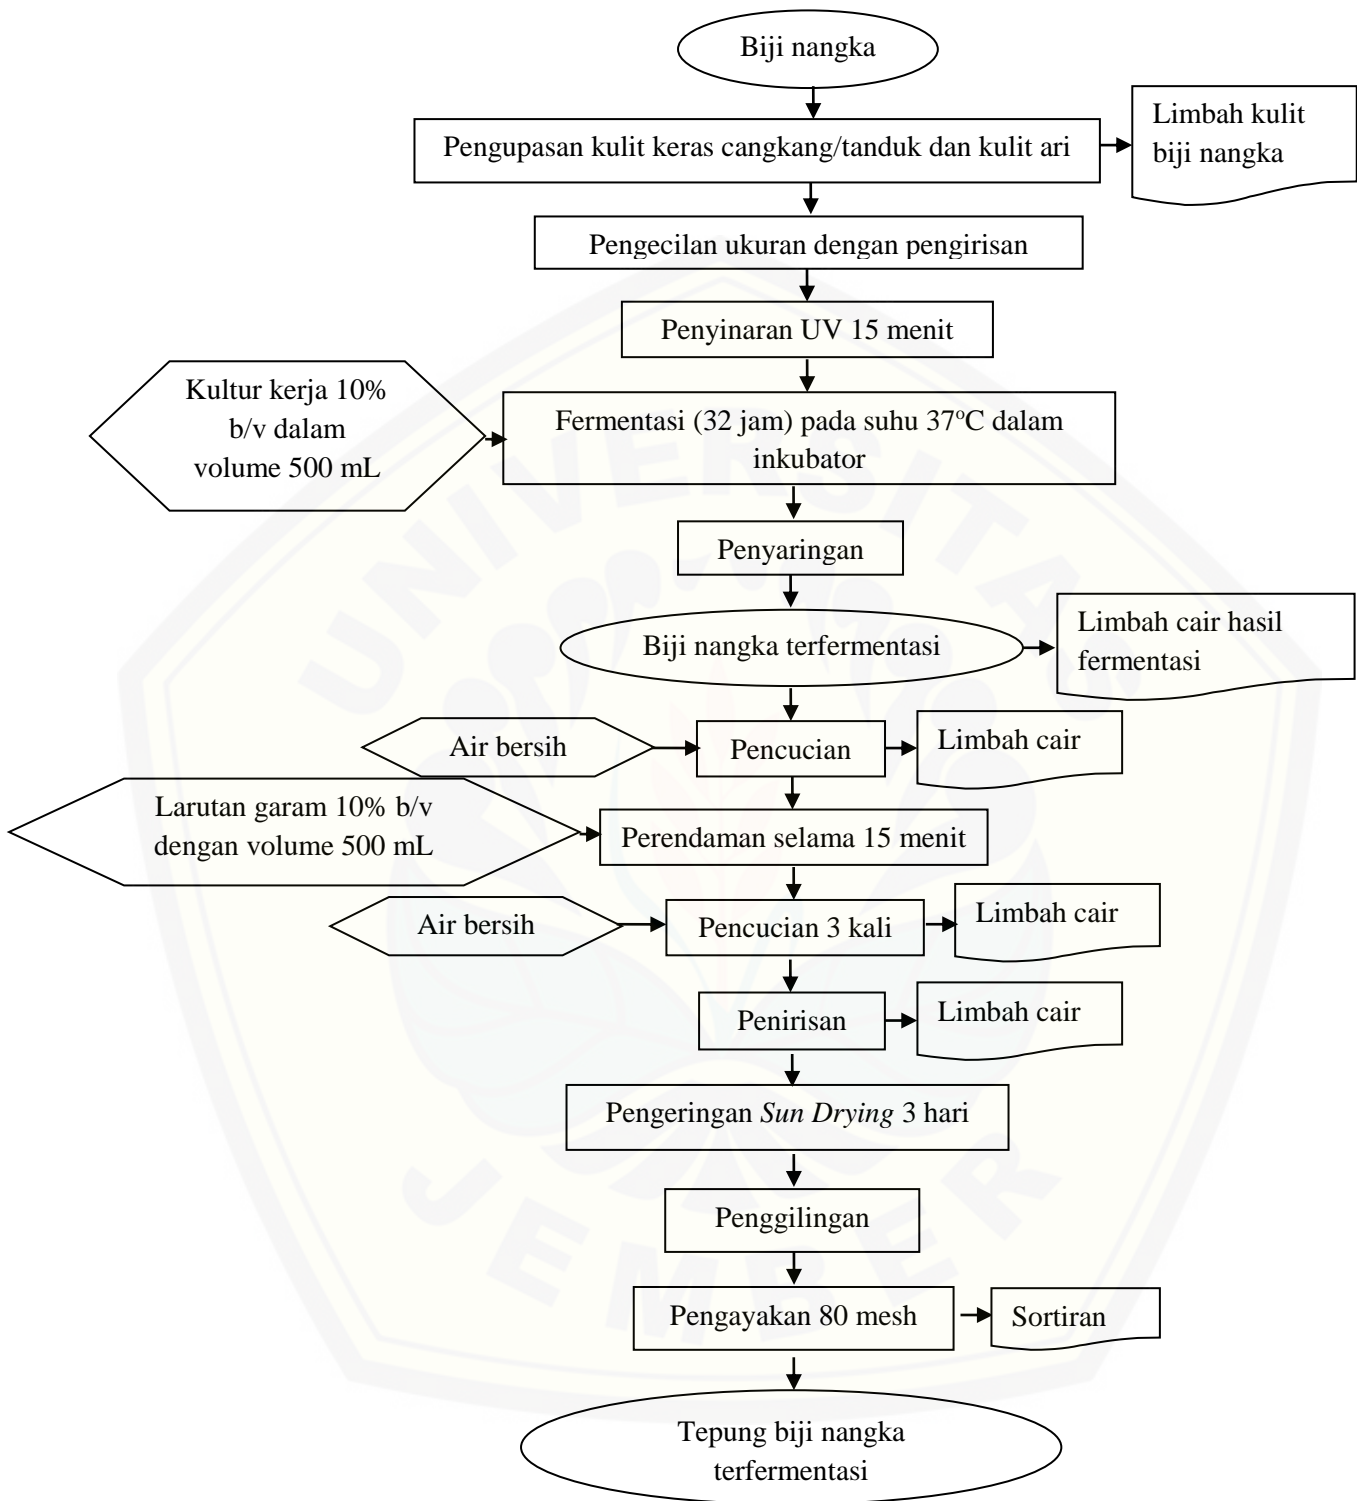 Biji nangka
Pengupasan kulit keras cangkang/tanduk dan kulit ari
Limbah kulit
biji nangka
Pengecilan ukuran dengan pengirisan
Penyinaran UV 15 menit
Kultur kerja 10%
b/v dalam
volume 500 mL
Fermentasi (32 jam) pada suhu 37°C dalam
inkubator
Penyaringan
Biji nangka terfermentasi
Limbah cair hasil
fermentasi
Air bersih
Pencucian
Limbah cair
Larutan garam 10% b/v
dengan volume 500 mL
Perendaman selama 15 menit
Air bersih
Pencucian 3 kali
Limbah cair
Penirisan
Limbah cair
Pengeringan Sun Drying 3 hari
Penggilingan
Pengayakan 80 mesh
Sortiran
Tepung biji nangka
terfermentasi
UNIVERSITAS
JEMBER